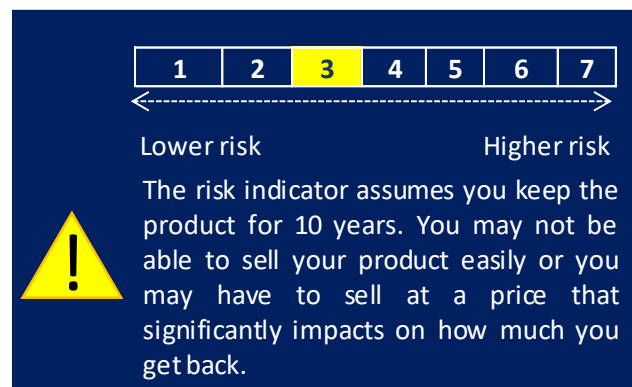 1 2 3 4 5 6 7
Lower risk Higher risk
The risk indicator assumes you keep the
product for 10 years. You may not be
able to sell your product easily or you
may have to sell at a price that
significantly impacts on how much you
get back.
!